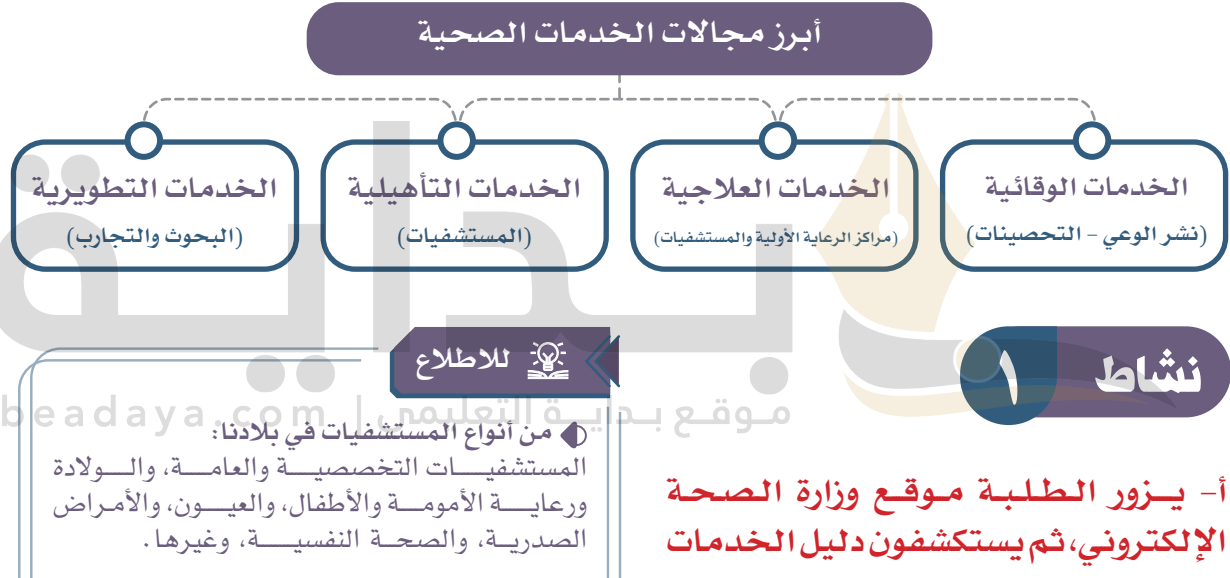 أبرز مجالات الخدمات الصحية
الخدمات الوقائية
(نشر الوعي - التحصينات)
الخدمات العلاجية
(مراكز الرعاية الأولية والمستشفيات)
الخدمات التأهيلية
(المستشفيات)
الخدمات التطويرية
(البحوث والتجارب)
بداية
موقع بداية التعليمي | beadaya.com
نشاط ١
أ- يزور الطلبة موقع وزارة الصحة
الإلكتروني، ثم يستكشفون دليل الخدمات
للاطلاع
من أنواع المستشفيات في بلادنا:
المستشفيات التخصصية والعامة، والولادة
ورعاية الأمومة والأطفال، والعيون، والأمراض
الصدرية، والصحة النفسية، وغيرها.